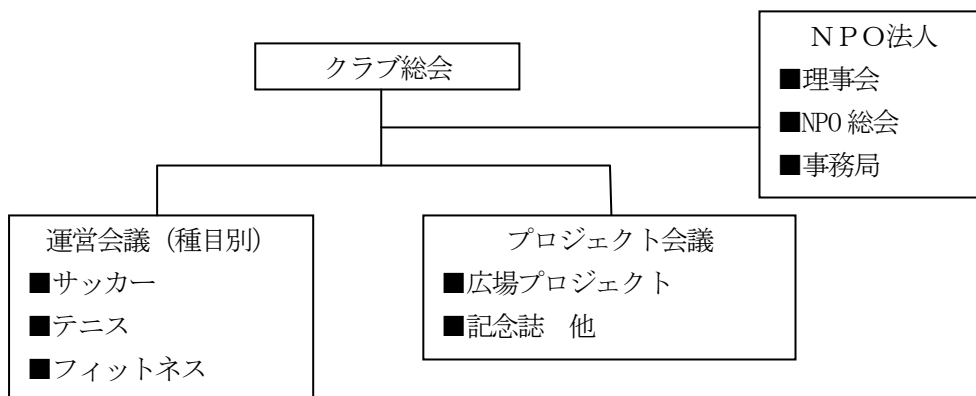 クラブ総会
ＮＰＯ法人
■理事会
■NPO 総会
■事務局
運営会議（種目別）
■サッカー
■テニス
■フィットネス
プロジェクト会議
■広場プロジェクト
■記念誌　他